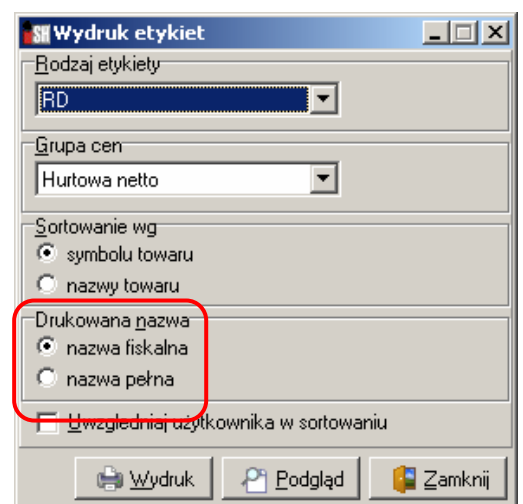 SH Wydruk etykiet
Rodzaj etykiety
RD
Grupa cen
Hurtowa netto
Sortowanie wg
symbolu towaru
nazwy towaru
Drukowana nazwa
nazwa fiskalna
nazwa pełna
Uwzględniaj użytkownika w sortowaniu
Wydruk Podgląd Zamknij